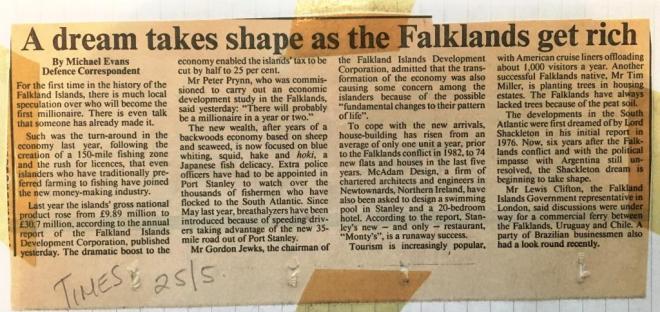 A dream takes shape as the Falklands get rich
By Michael Evans
Defence Correspondent
For the first time in the history of the
Falkland Islands, there is much local
speculation over who will become the
first millionaire. There is even talk
that someone has already made it.
Such was the turn-around in the
economy last year, following the
creation of a 150-mile fishing zone
and the rush for licences, that even
islanders who have traditionally pre-
ferred farming to fishing have joined
the new money-making industry.
Last year the islands' gross national
product rose from £9.89 million to
£30.7 million, according to the annual
report of the Falkland Islands
Development Corporation, published
yesterday. The dramatic boost to the
economy enabled the islands' tax to be
cut by half to 25 per cent.
Mr Peter Prynn, who was commis-
sioned to carry out an economic
development study in the Falklands,
said yesterday: "There will probably
be a millionaire in a year or two."
The new wealth, after years of a
backwoods economy based on sheep
and seaweed, is now focused on blue
whiting, squid, hake and hoki, a
Japanese fish delicacy. Extra police
officers have had to be appointed in
Port Stanley to watch over the
thousands of fishermen who have
flocked to the South Atlantic. Since
May last year, breathalyzers have been
introduced because of speeding driv-
ers taking advantage of the new 35-
mile road out of Port Stanley.
Mr Gordon Jewks, the chairman of
the Falkland Islands Development
Corporation, admitted that the trans-
formation of the economy was also
causing some concern among the
islanders because of the possible
"fundamental changes to their pattern
of life".
To cope with the new arrivals,
house-building has risen from an
average of only one unit a year, prior
to the Falklands conflict in 1982, to 74
new flats and houses in the last five
years. McAdam Design, a firm of
chartered architects and engineers in
Newtownards, Northern Ireland, have
also been asked to design a swimming
pool in Stanley and a 20-bedroom
hotel. According to the report, Stan-
ley's new — and only — restaurant,
"Monty's", is a runaway success.
Tourism is increasingly popular,
with American cruise liners offloading
about 1,000 visitors a year. Another
successful Falklands native, Mr Tim
Miller, is planting trees in housing
estates. The Falklands have always
lacked trees because of the peat soil.
The developments in the South
Atlantic were first dreamed of by Lord
Shackleton in his initial report in
1976. Now, six years after the Falk-
lands conflict and with the political
impasse with Argentina still un-
resolved, the Shackleton dream is
beginning to take shape.
Mr Lewis Clifton, the Falkland
Islands Government representative in
London, said discussions were under
way for a commercial ferry between
the Falklands, Uruguay and Chile. A
party of Brazilian businessmen also
had a look round recently.
TIMES 25/5